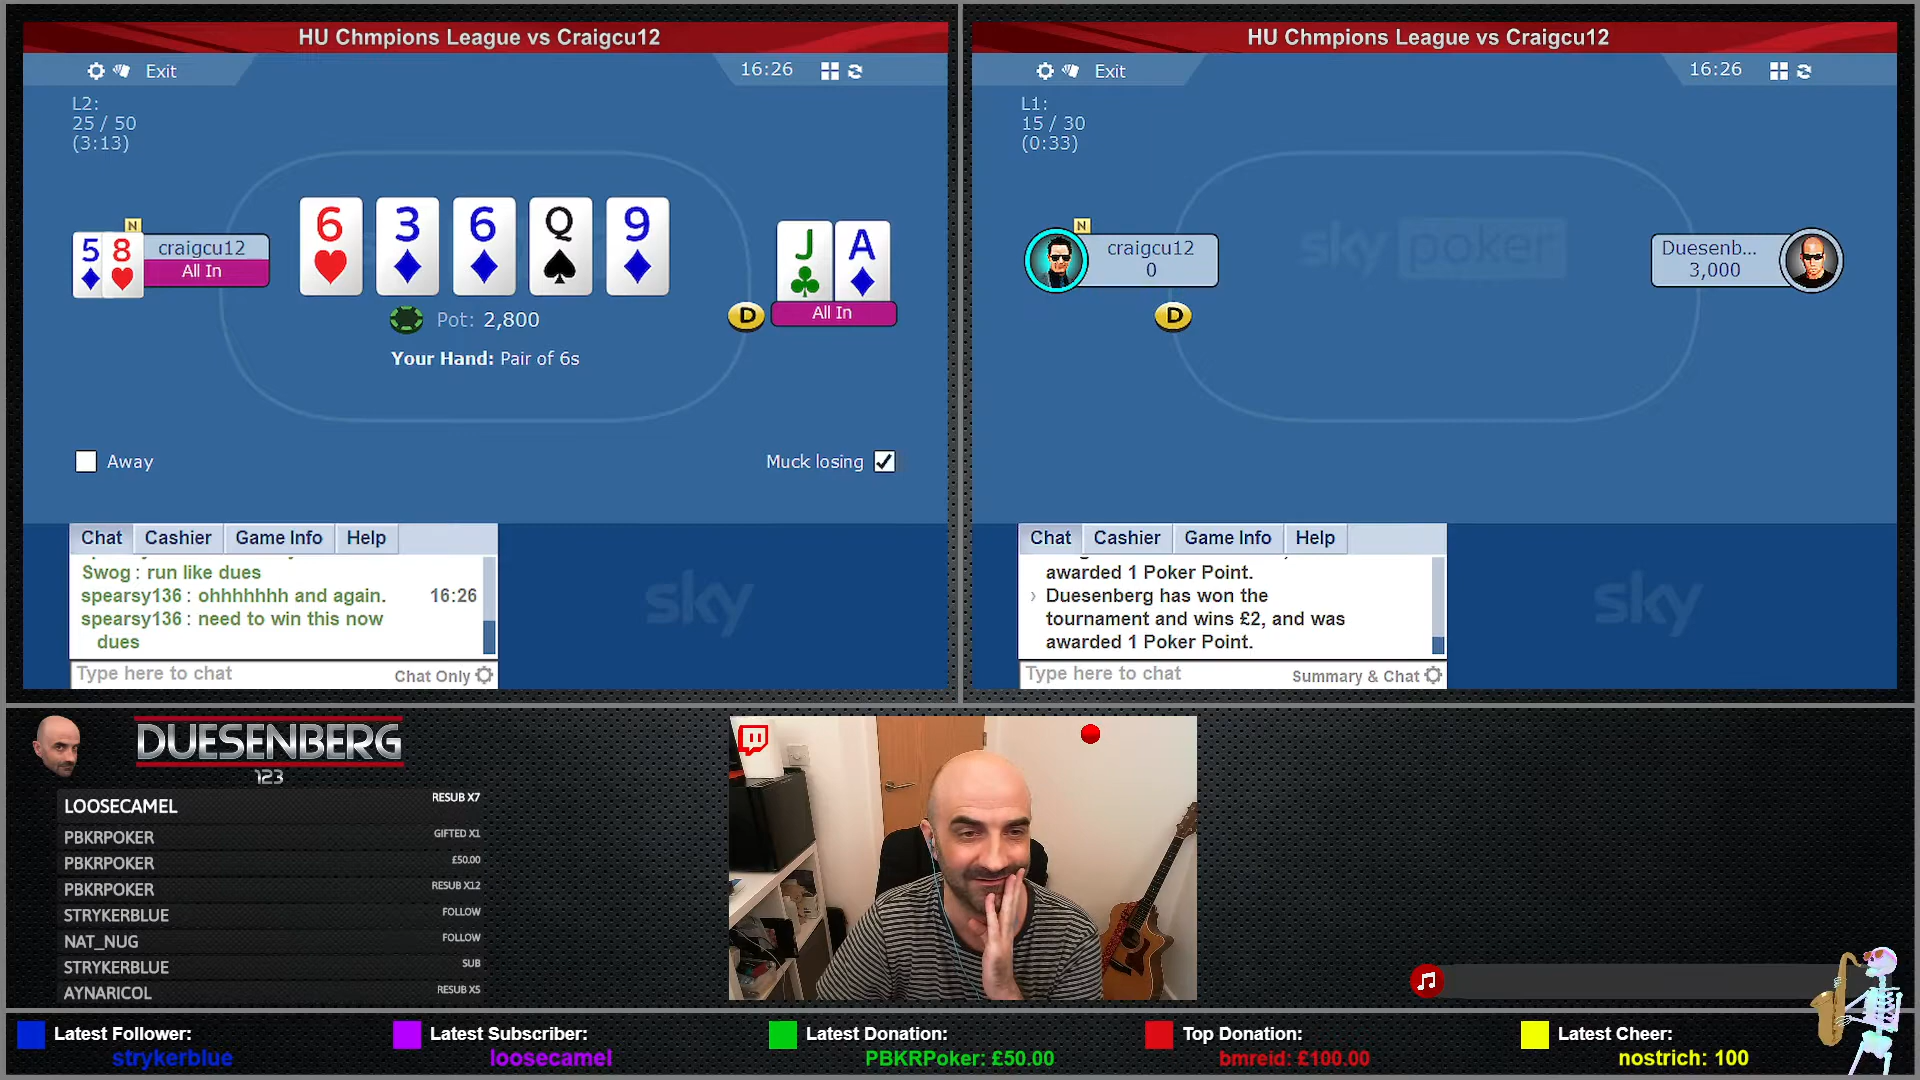 HU Chmpions League vs Craigcu12
Exit
16:26
L2:
25 / 50
(3:13)
5 8
N
craigcu12
All In
6 3 6 Q 9
J A
All In
D
Pot: 2,800
Your Hand: Pair of 6s
Away
Muck losing
Chat Cashier Game Info Help
Swog : run like dues
spearsy136 : ohhhhhhh and again. 16:26
spearsy136 : need to win this now
dues
Type here to chat
Chat Only
sky
HU Chmpions League vs Craigcu12
Exit
16:26
L1:
15 / 30
(0:33)
N
craigcu12
0
sky poker
Duesenb...
3,000
D
Chat Cashier Game Info Help
awarded 1 Poker Point.
› Duesenberg has won the
tournament and wins £2, and was
awarded 1 Poker Point.
Type here to chat
Summary & Chat
sky
DUESENBERG
123
LOOSECAMEL RESUB X7
PBKRPOKER GIFTED X1
PBKRPOKER £50.00
PBKRPOKER RESUB X12
STRYKERBLUE FOLLOW
NAT_NUG FOLLOW
STRYKERBLUE SUB
AYNARICOL RESUB X5
Latest Follower:
strykerblue
Latest Subscriber:
loosecamel
Latest Donation:
PBKRPoker: £50.00
Top Donation:
bmreid: £100.00
Latest Cheer:
nostrich: 100